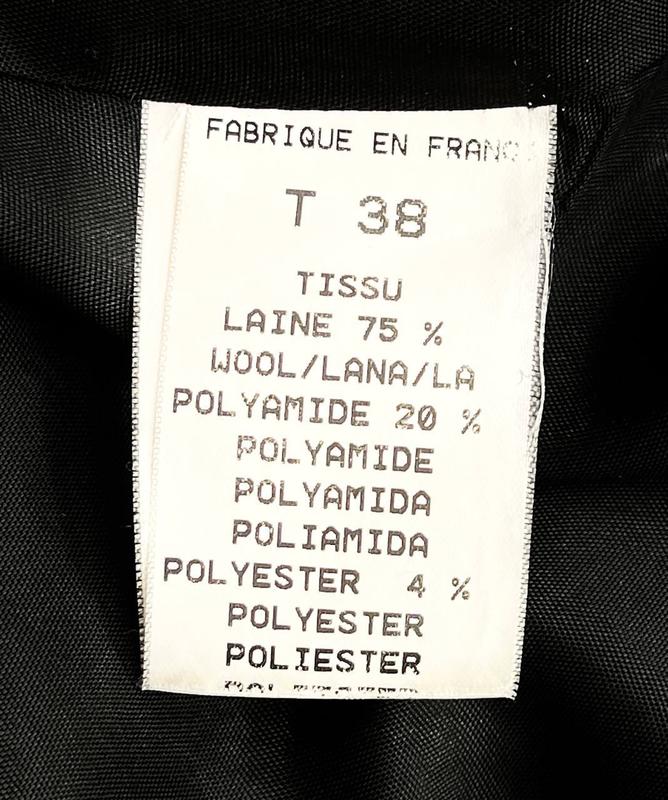 FABRIQUE EN FRANC
T 38
TISSU
LAINE 75 %
WOOL/LANA/LA
POLYAMIDE 20 %
POLYAMIDE
POLYAMIDA
POLIAMIDA
POLYESTER 4 %
POLYESTER
POLIESTER